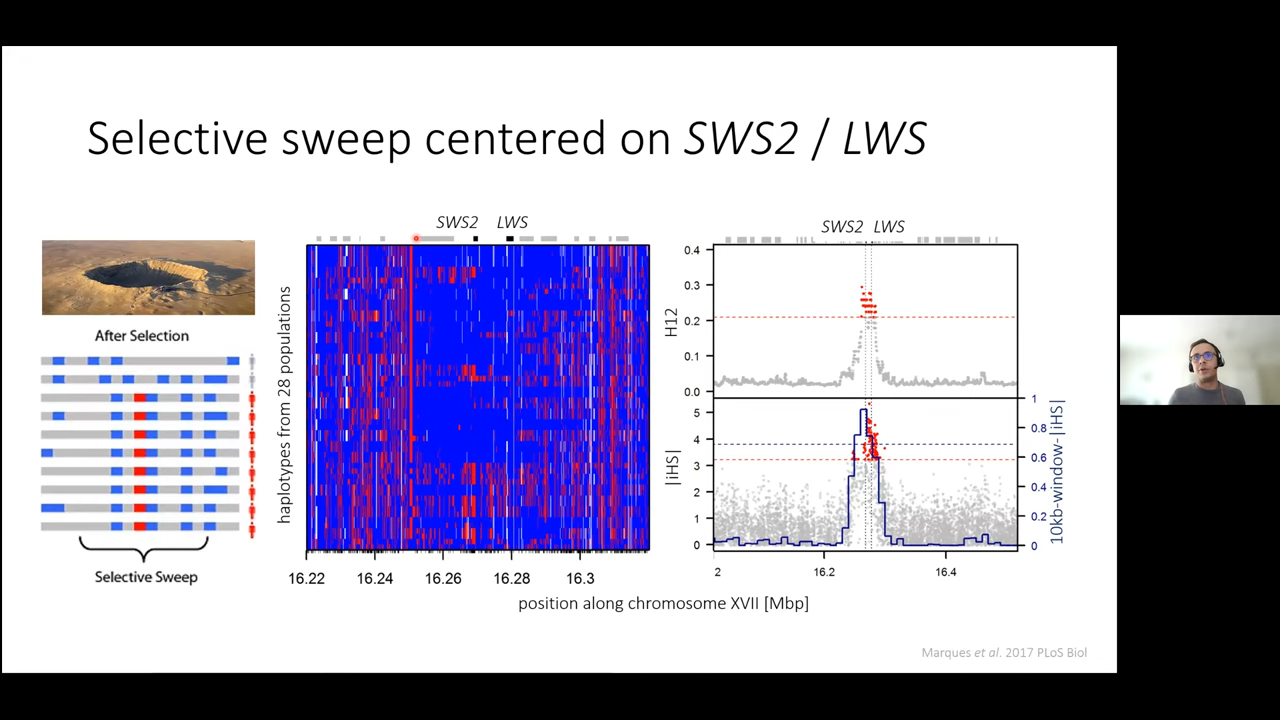 Selective sweep centered on SWS2 / LWS
After Selection
Selective Sweep
SWS2 LWS
haplotypes from 28 populations
16.22 16.24 16.26 16.28 16.3
position along chromosome XVII [Mbp]
SWS2 LWS
H12
0.4
0.3
0.2
0.1
0.0
|iHS|
5
4
3
2
1
0
1
0.8
0.6
0.4
0.2
0
10kb-window-|iHS|
2 16.2 16.4
Marques et al. 2017 PLoS Biol